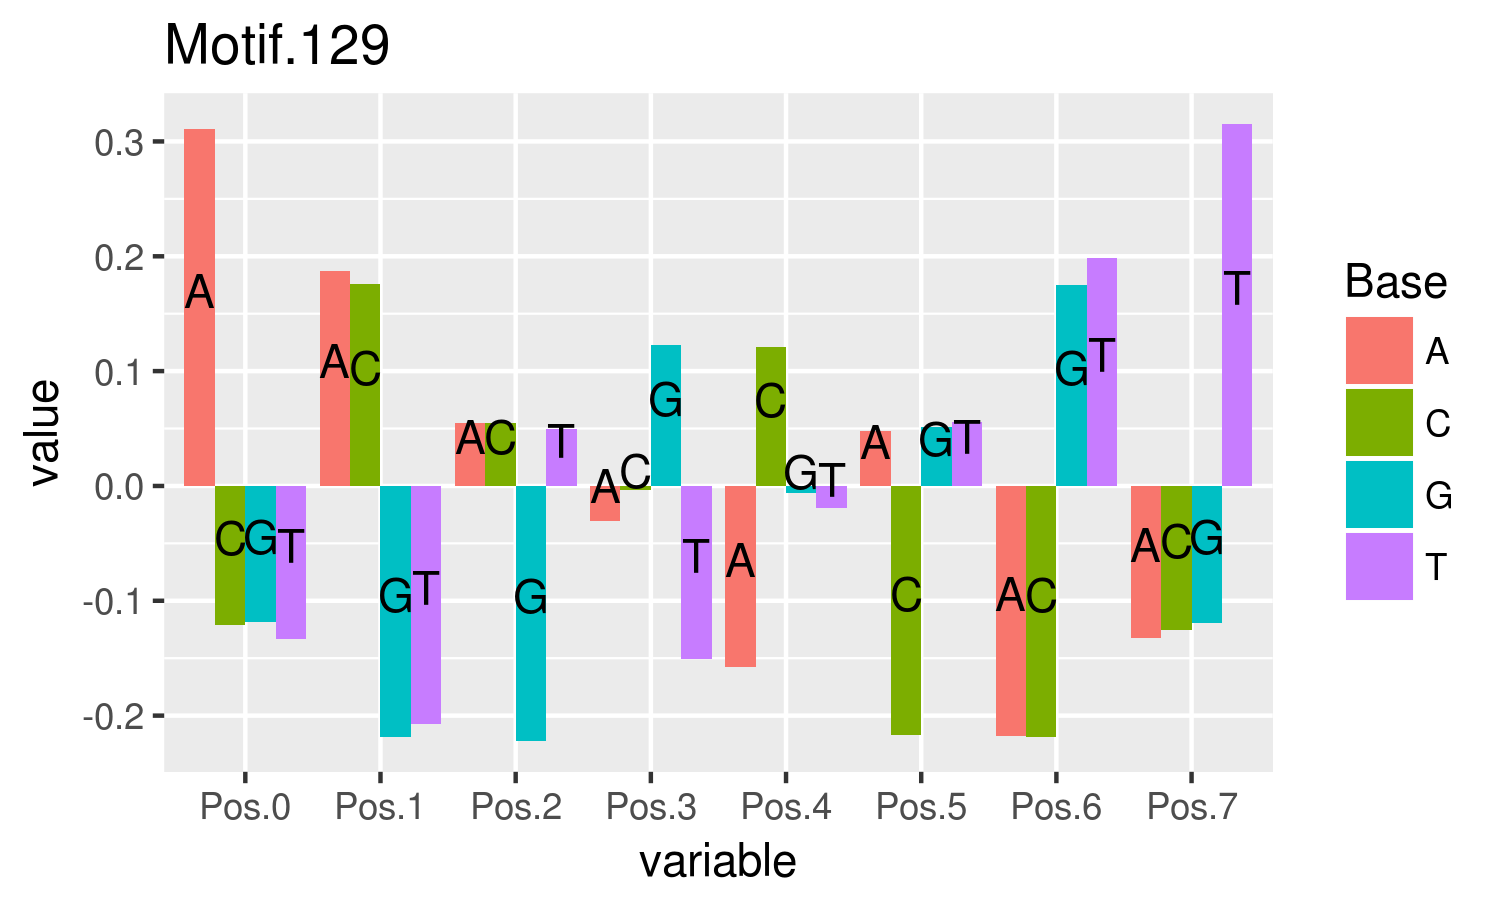 Motif.129
0.3
0.2
0.1
0.0
-0.1
-0.2
value
A C G T
A C G T
A C G T
A C G T
A C G T
A C G T
A C G T
A C G T
Pos.0 Pos.1 Pos.2 Pos.3 Pos.4 Pos.5 Pos.6 Pos.7
variable
Base
A
C
G
T